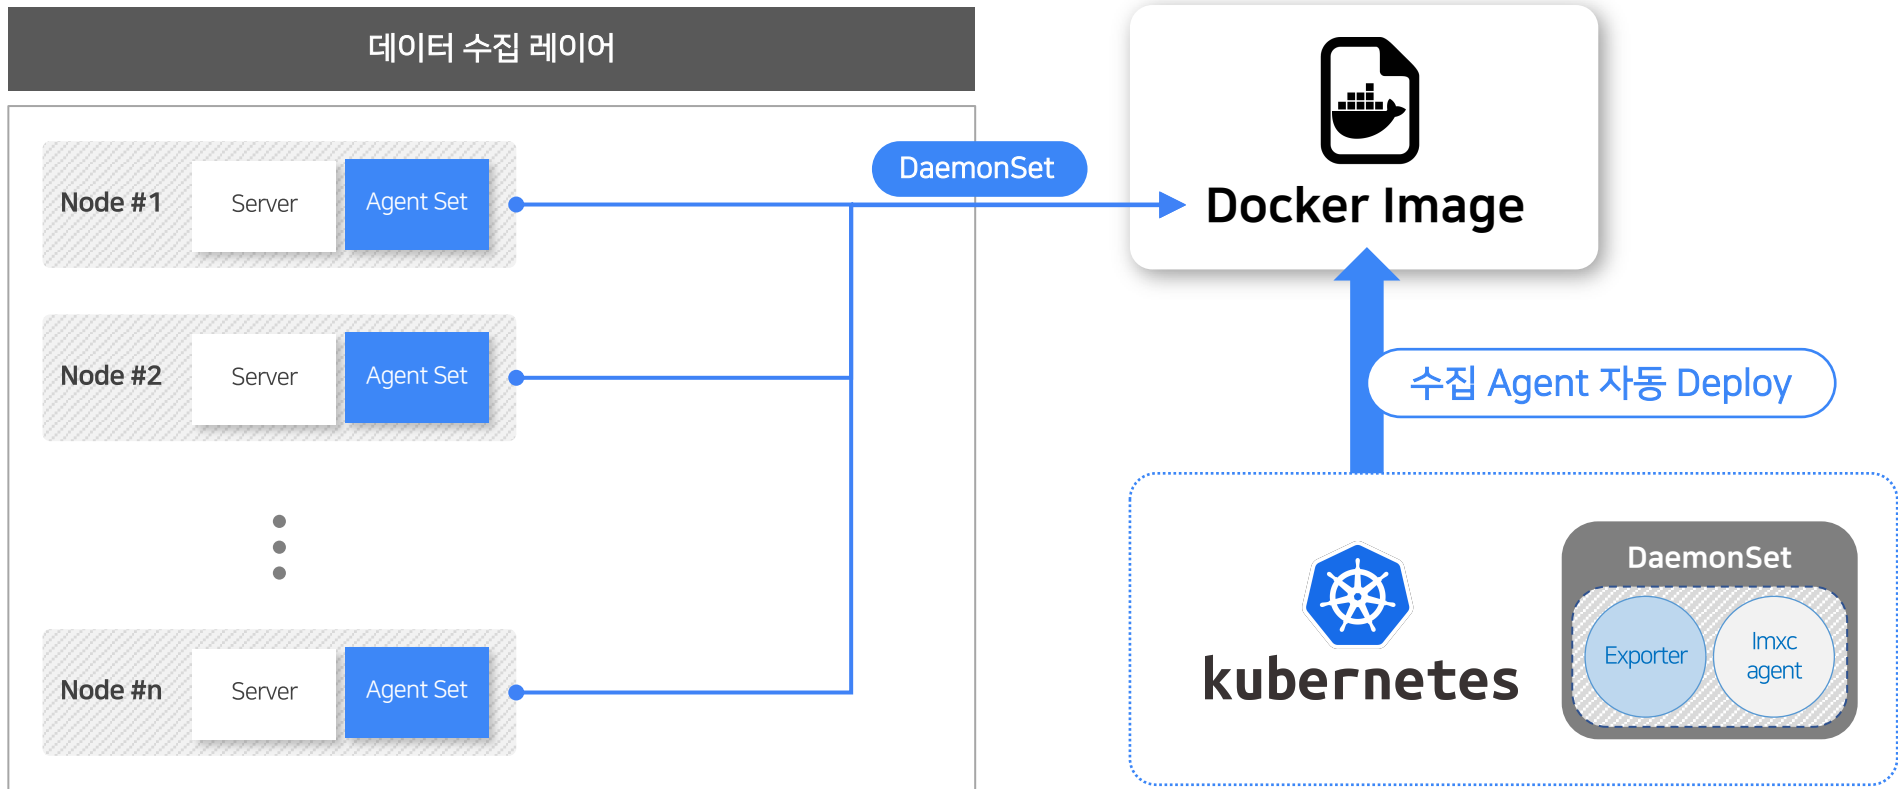 데이터 수집 레이어
Node #1
Server
Agent Set
DaemonSet
Docker Image
Node #2
Server
Agent Set
수집 Agent 자동 Deploy
Node #n
Server
Agent Set
kubernetes
DaemonSet
Exporter
Imxc
agent